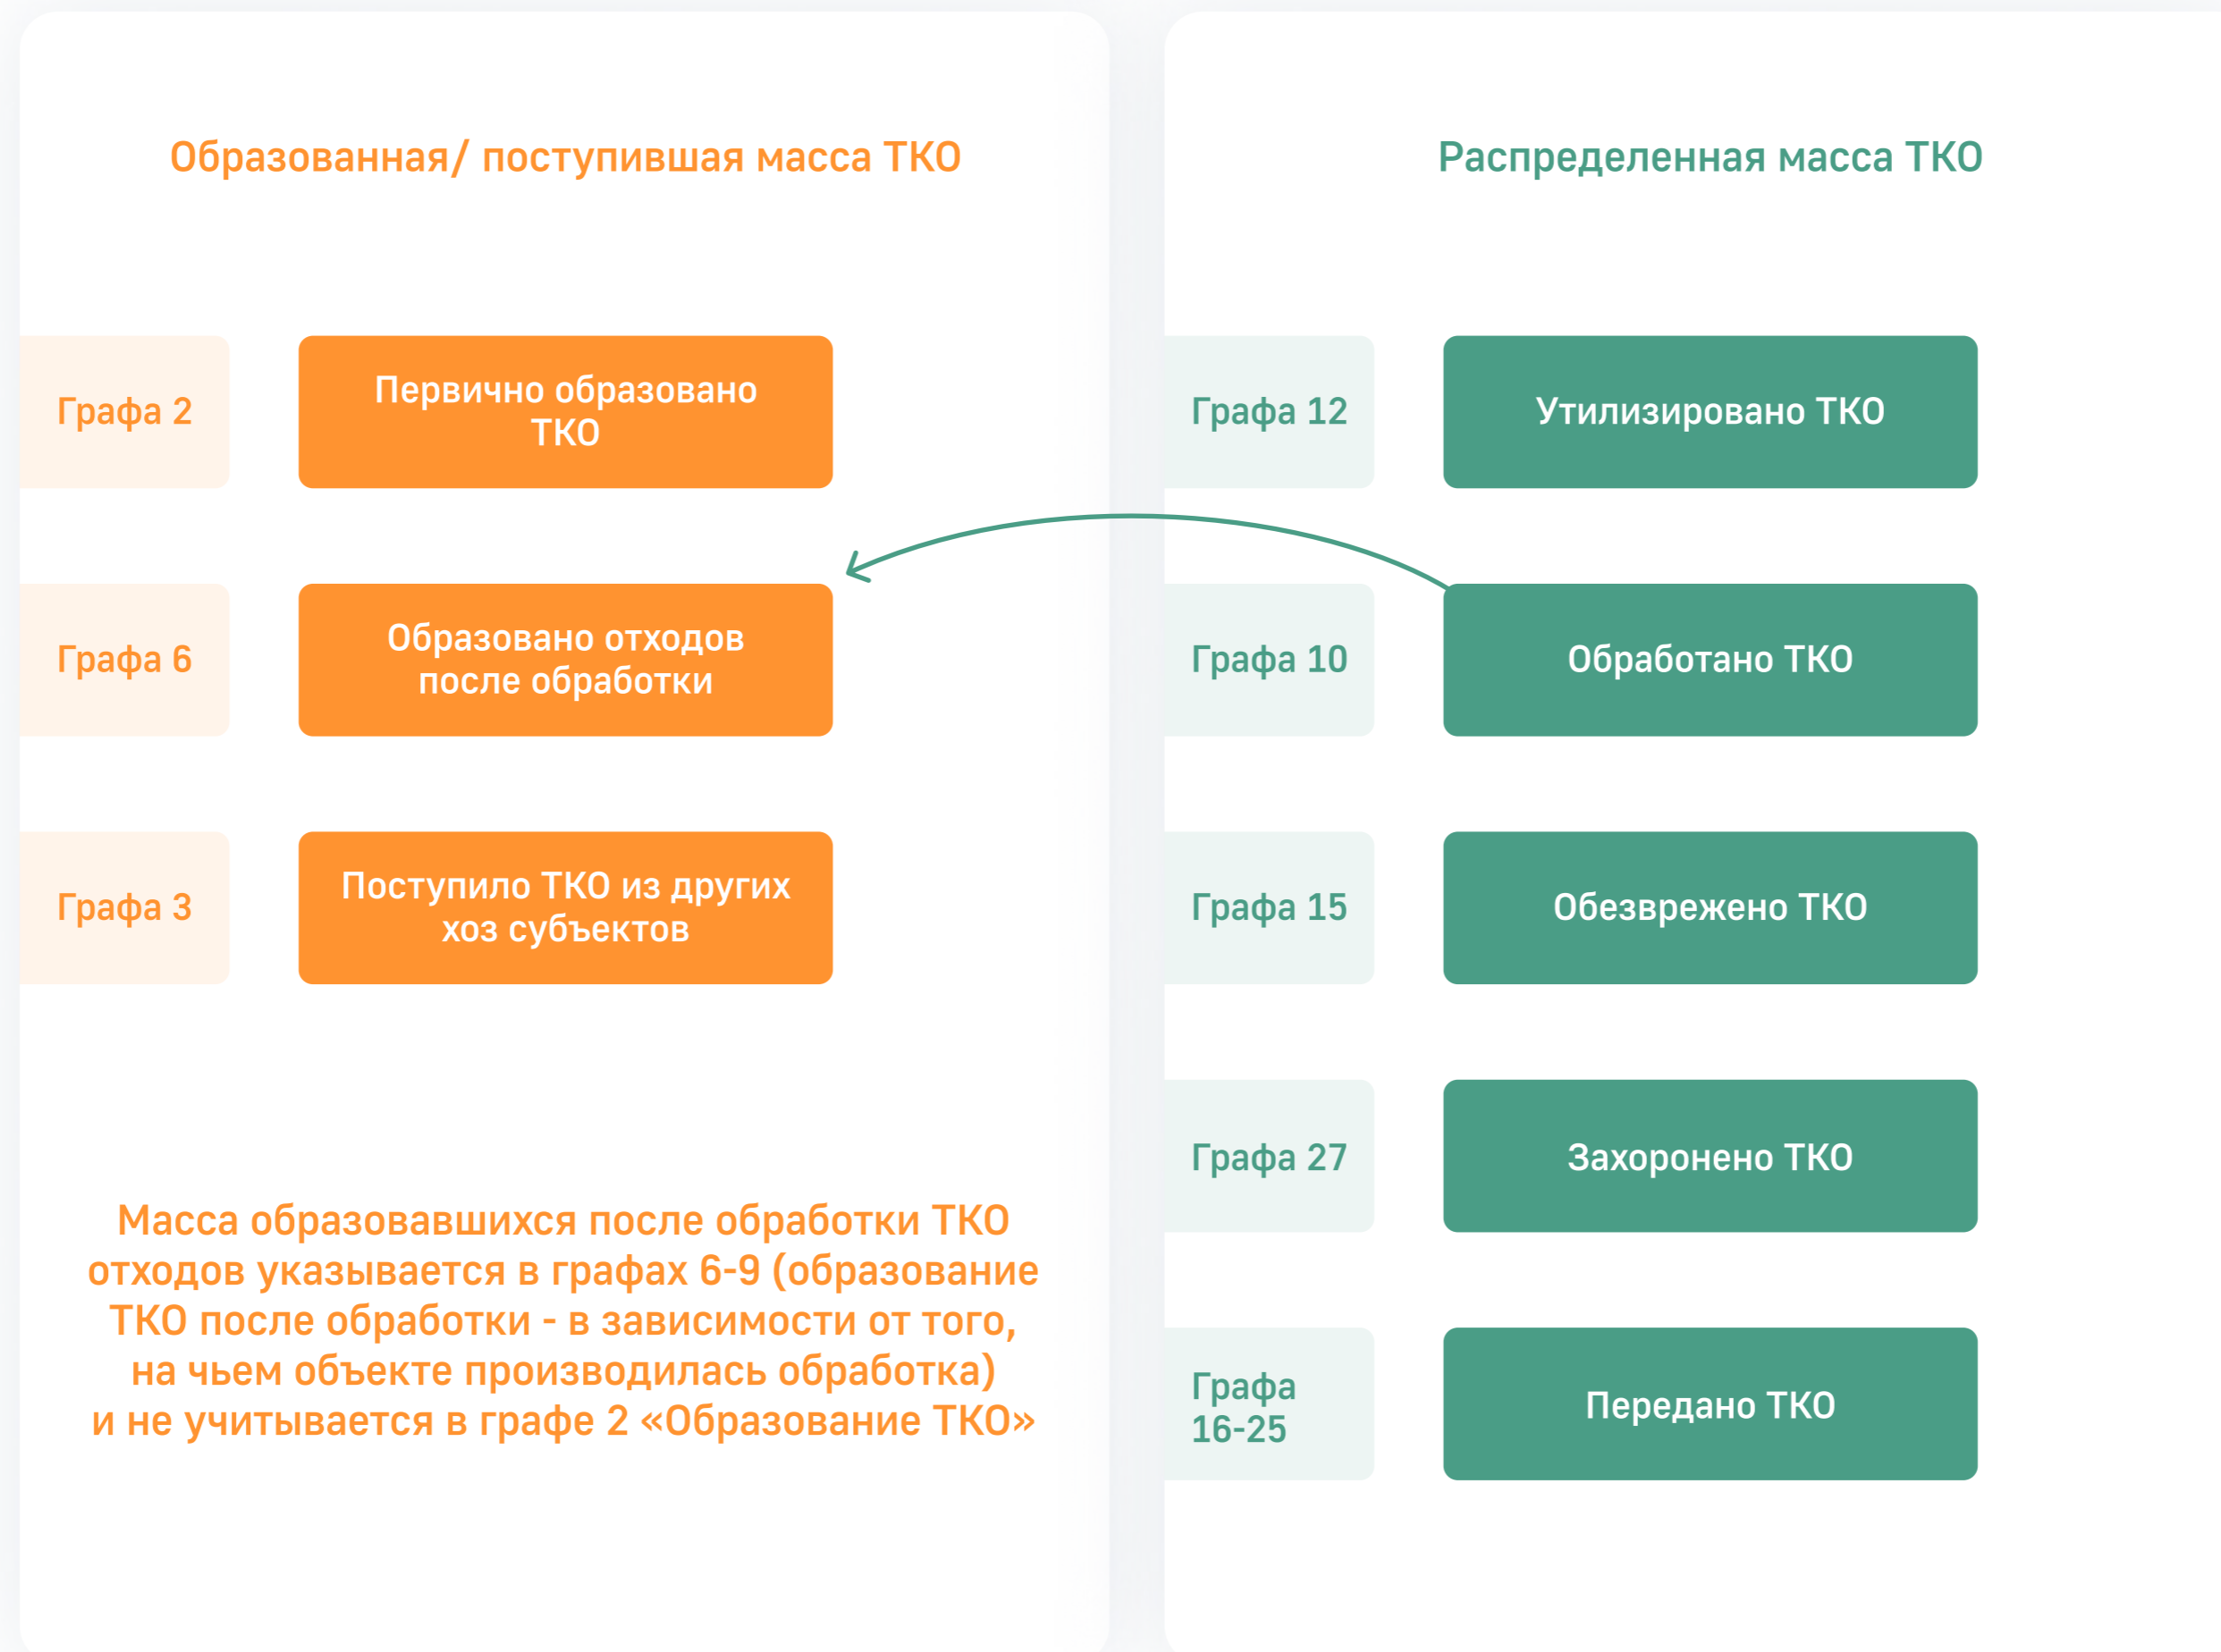 Образованная/ поступившая масса ТКО
Графа 2
Первично образовано
ТКО
Графа 6
Образовано отходов
после обработки
Графа 3
Поступило ТКО из других
хоз субъектов
Масса образовавшихся после обработки ТКО
отходов указывается в графах 6-9 (образование
ТКО после обработки - в зависимости от того,
на чьем объекте производилась обработка)
и не учитывается в графе 2 «Образование ТКО»
Распределенная масса ТКО
Графа 12
Утилизировано ТКО
Графа 10
Обработано ТКО
Графа 15
Обезврежено ТКО
Графа 27
Захоронено ТКО
Графа
16-25
Передано ТКО